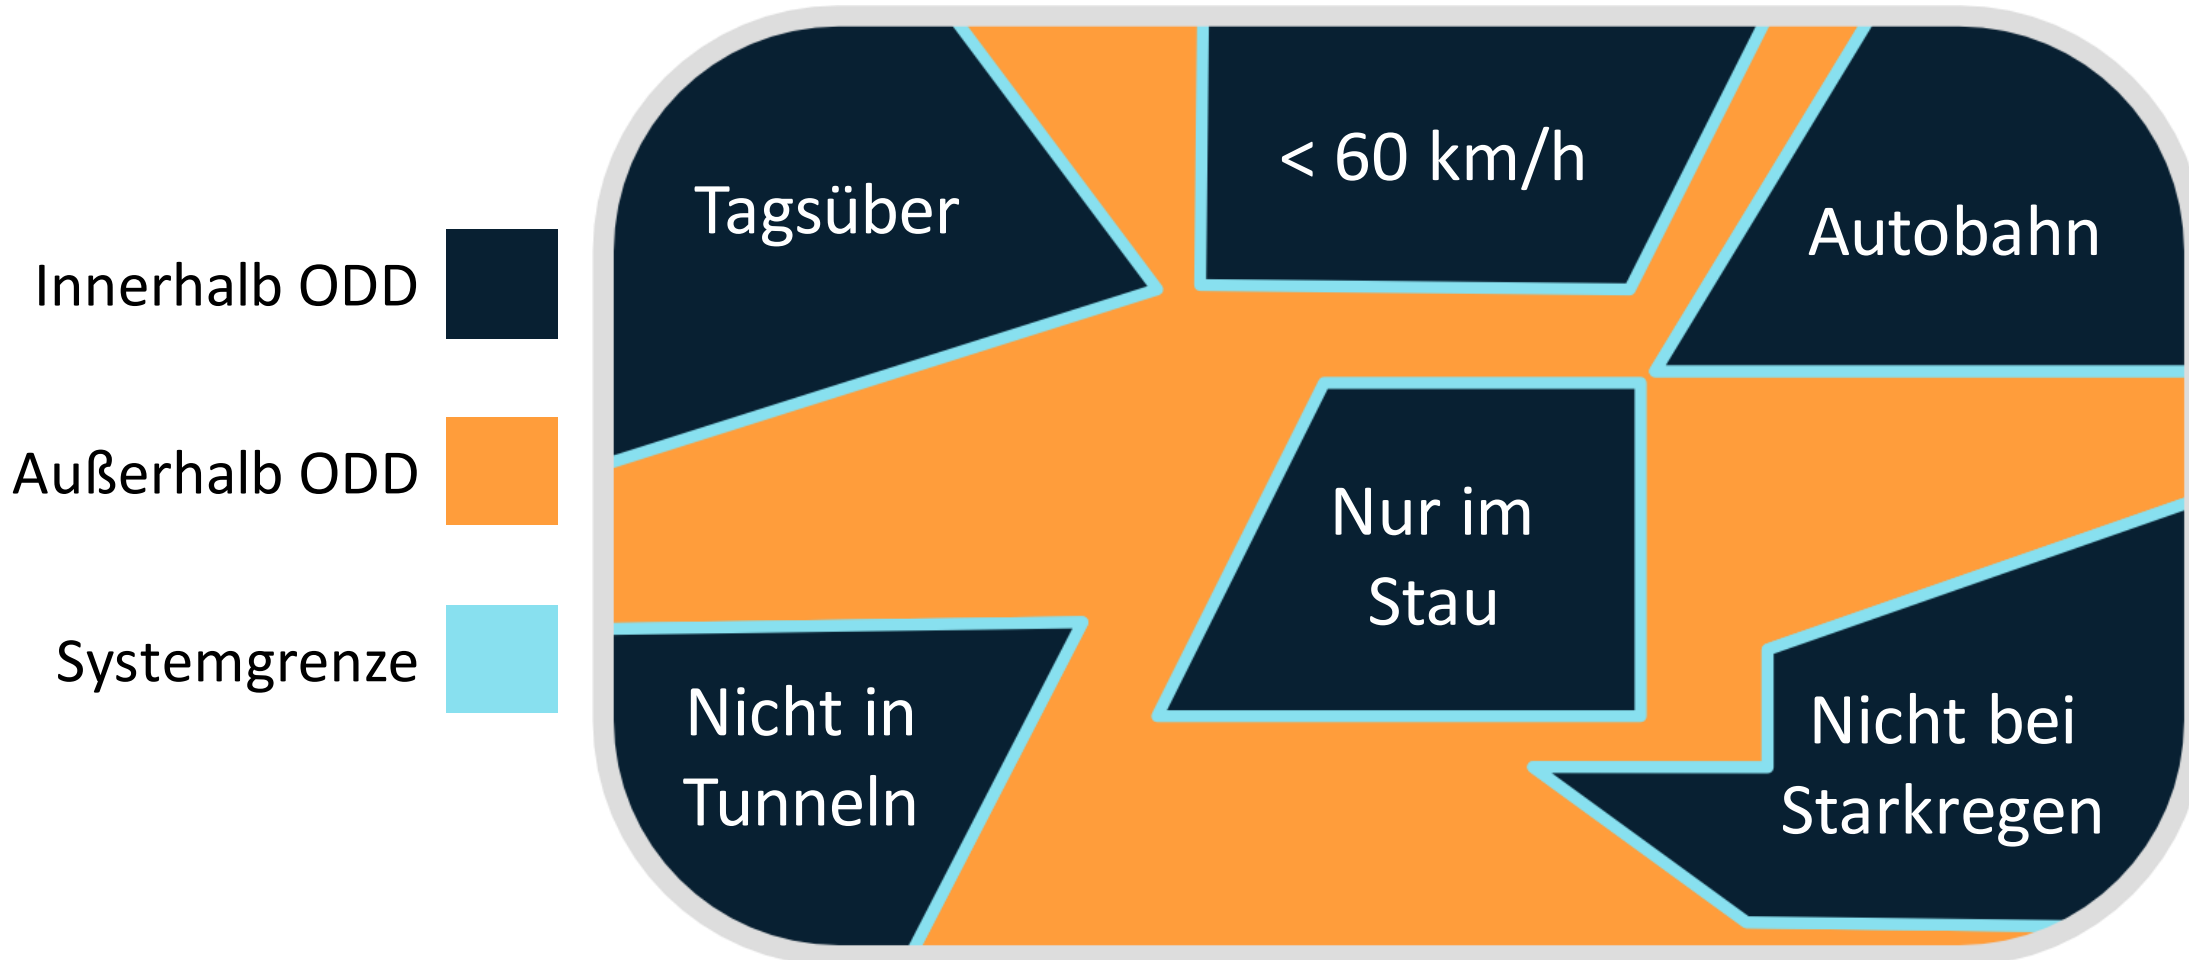 Innerhalb ODD
Außerhalb ODD
Systemgrenze
Tagsüber
< 60 km/h
Autobahn
Nur im
Stau
Nicht in
Tunneln
Nicht bei
Starkregen